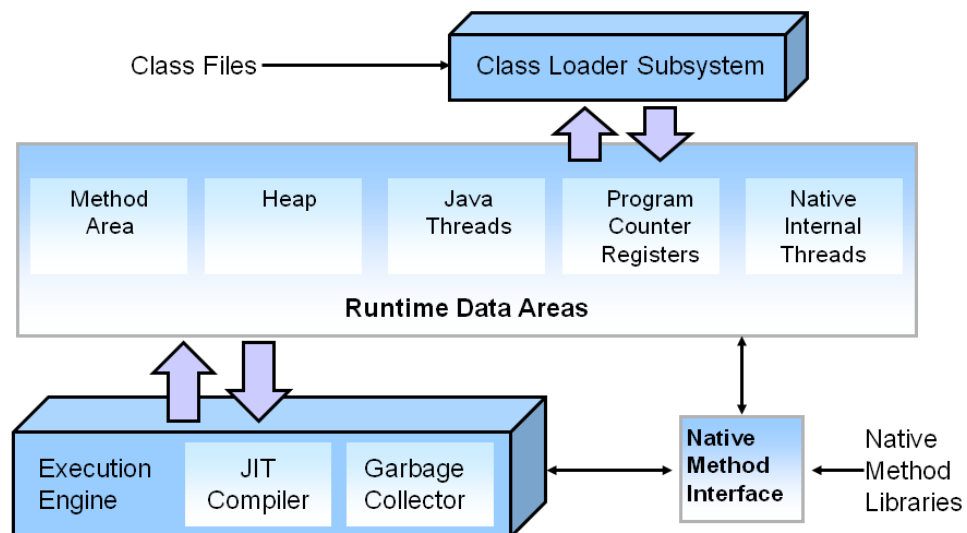 Class Files
Class Loader Subsystem
Method
Area
Heap
Java
Threads
Program
Counter
Registers
Native
Internal
Threads
Runtime Data Areas
Execution
Engine
JIT
Compiler
Garbage
Collector
Native
Method
Interface
Native
Method
Libraries